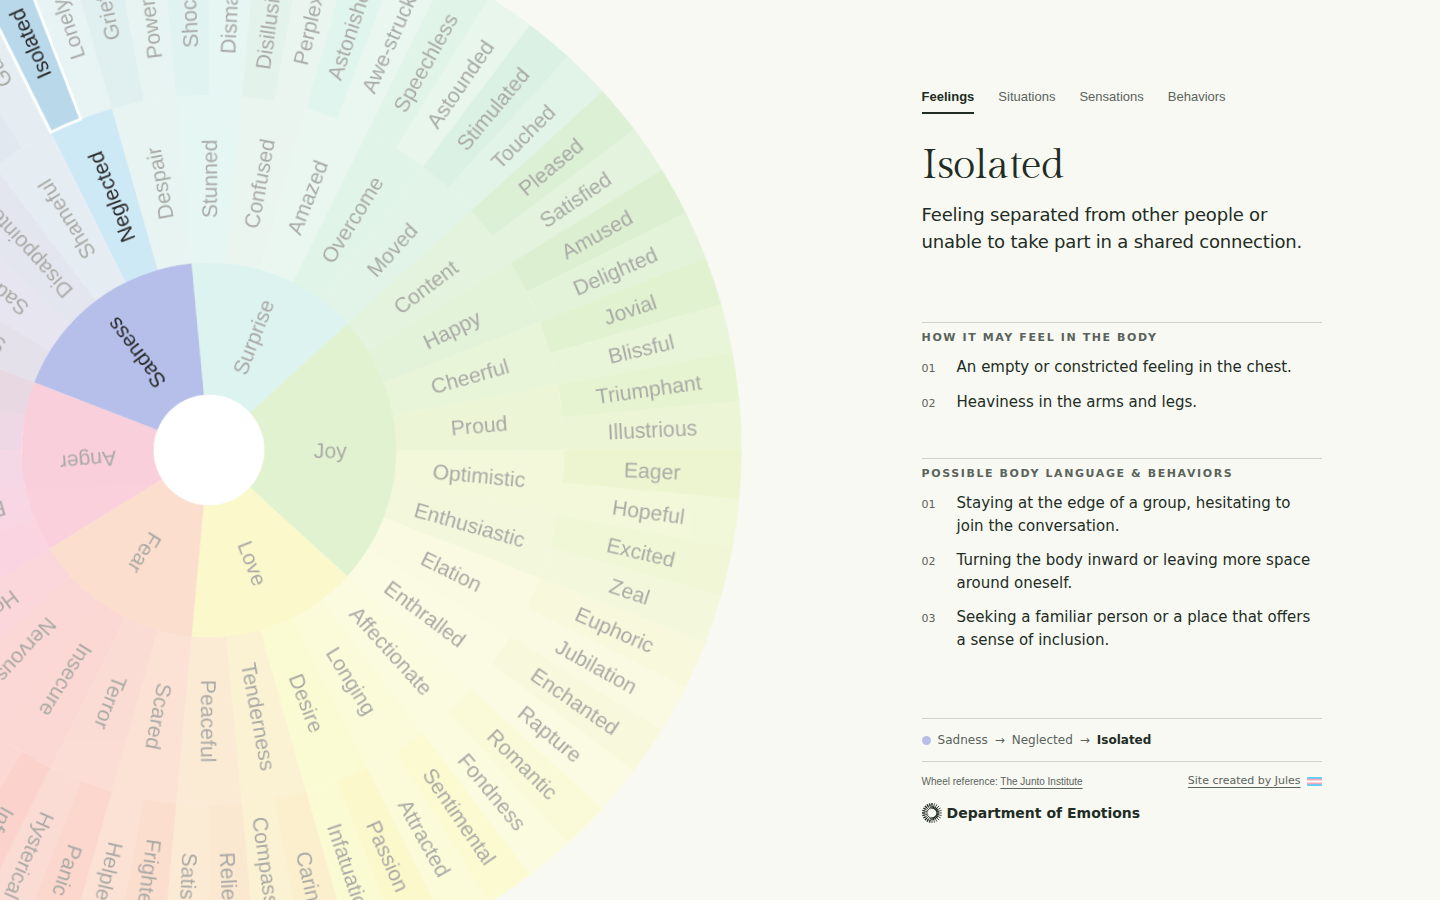 Feelings Situations Sensations Behaviors
Isolated
Feeling separated from other people or
unable to take part in a shared connection.
HOW IT MAY FEEL IN THE BODY
01 An empty or constricted feeling in the chest.
02 Heaviness in the arms and legs.
POSSIBLE BODY LANGUAGE & BEHAVIORS
01 Staying at the edge of a group, hesitating to
join the conversation.
02 Turning the body inward or leaving more space
around oneself.
03 Seeking a familiar person or a place that offers
a sense of inclusion.
Sadness → Neglected → Isolated
Wheel reference: The Junto Institute
Site created by Jules
Department of Emotions
Sadness
Surprise
Joy
Love
Fear
Anger
Shameful
Neglected
Despair
Stunned
Confused
Amazed
Overcome
Moved
Content
Happy
Cheerful
Proud
Optimistic
Enthusiastic
Elation
Enthralled
Affectionate
Longing
Desire
Tenderness
Peaceful
Scared
Terror
Insecure
Nervous
Isolated
Lonely
Speechless
Astounded
Stimulated
Touched
Pleased
Satisfied
Amused
Delighted
Jovial
Blissful
Triumphant
Illustrious
Eager
Hopeful
Excited
Zeal
Euphoric
Jubilation
Enchanted
Rapture
Romantic
Fondness
Sentimental
Attracted
Passion
Panic
Hysterical
Awe-struck